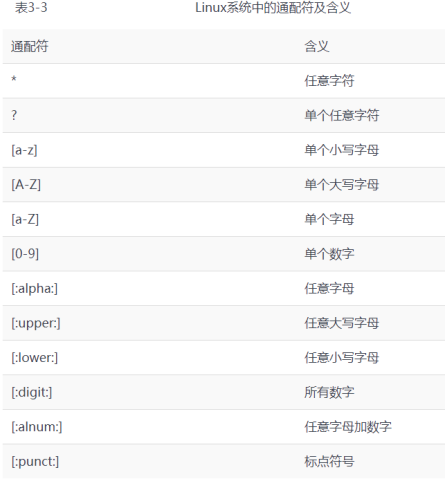 表3-3 Linux系统中的通配符及含义
通配符 含义
* 任意字符
? 单个任意字符
[a-z] 单个小写字母
[A-Z] 单个大写字母
[a-Z] 单个字母
[0-9] 单个数字
[:alpha:] 任意字母
[:upper:] 任意大写字母
[:lower:] 任意小写字母
[:digit:] 所有数字
[:alnum:] 任意字母加数字
[:punct:] 标点符号